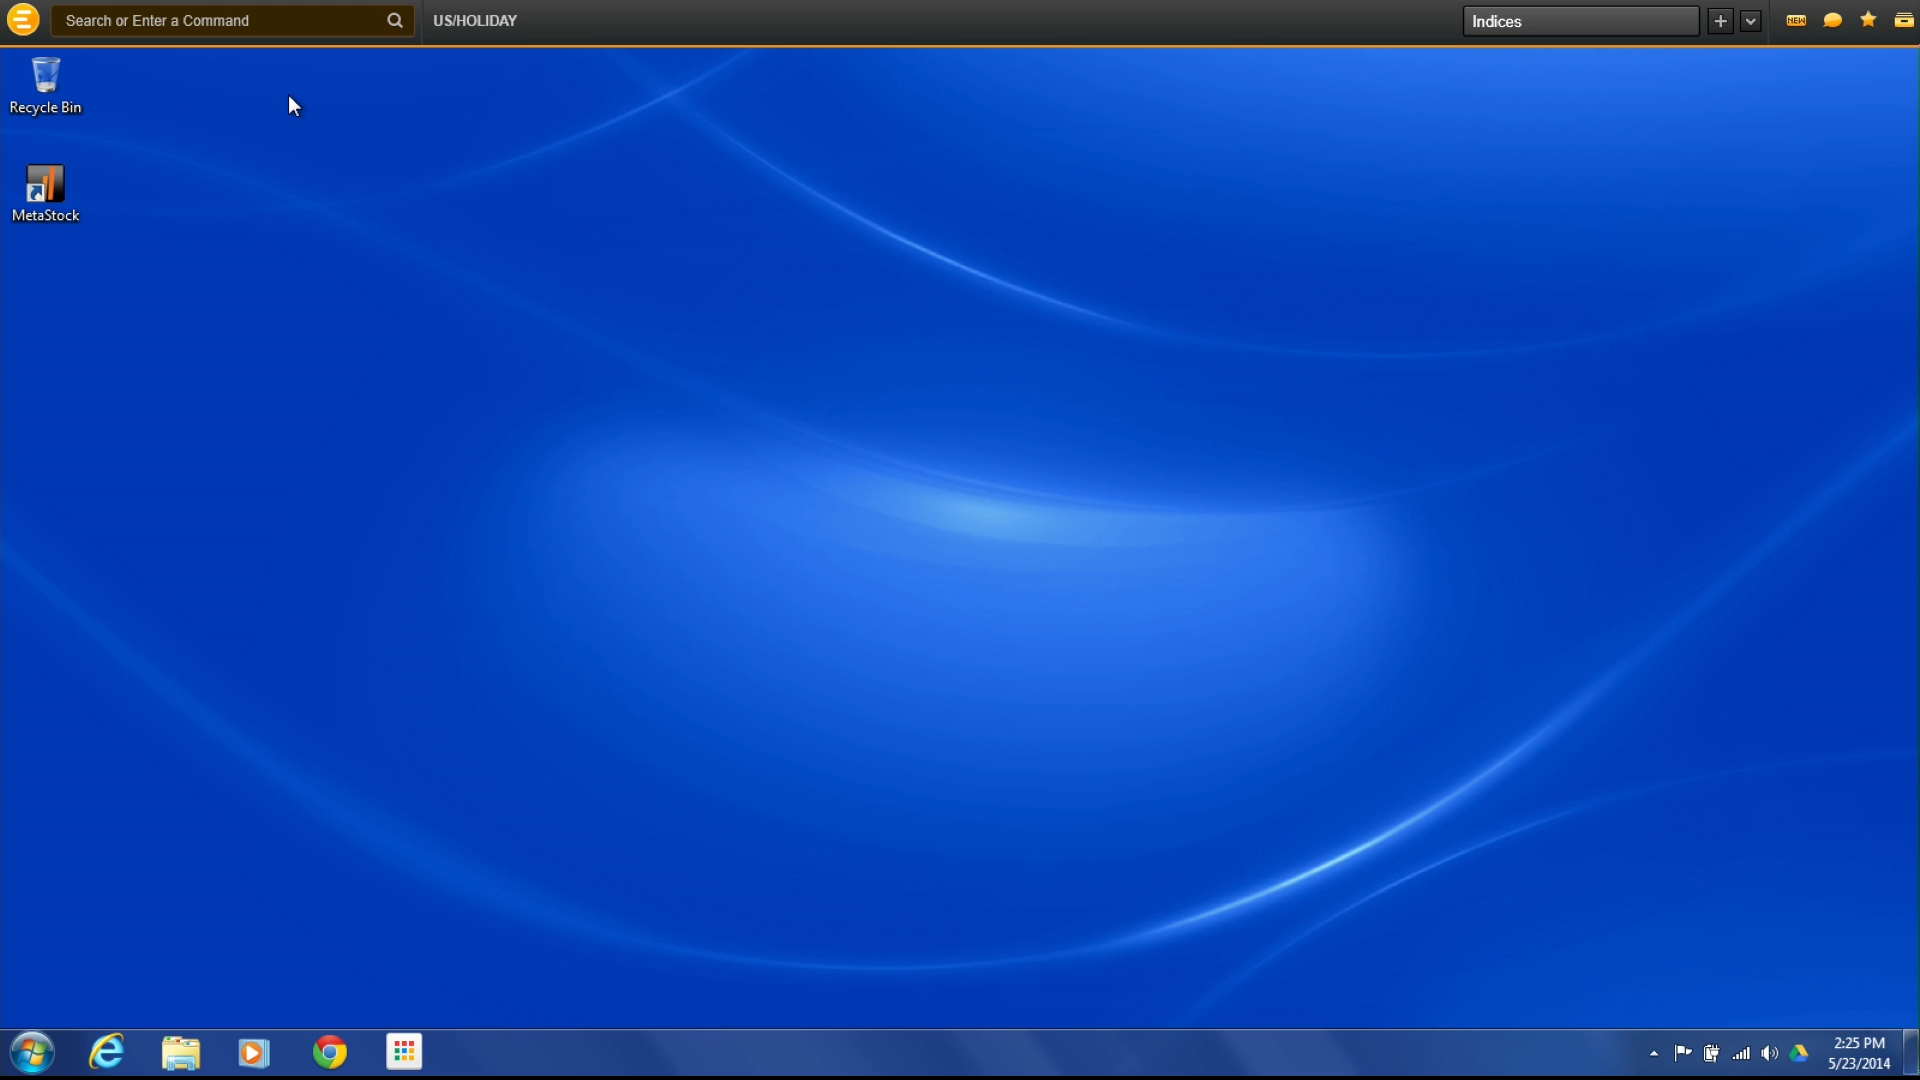 Search or Enter a Command
US/HOLIDAY
Indices
NEW
Recycle Bin
MetaStock
2:25 PM
5/23/2014